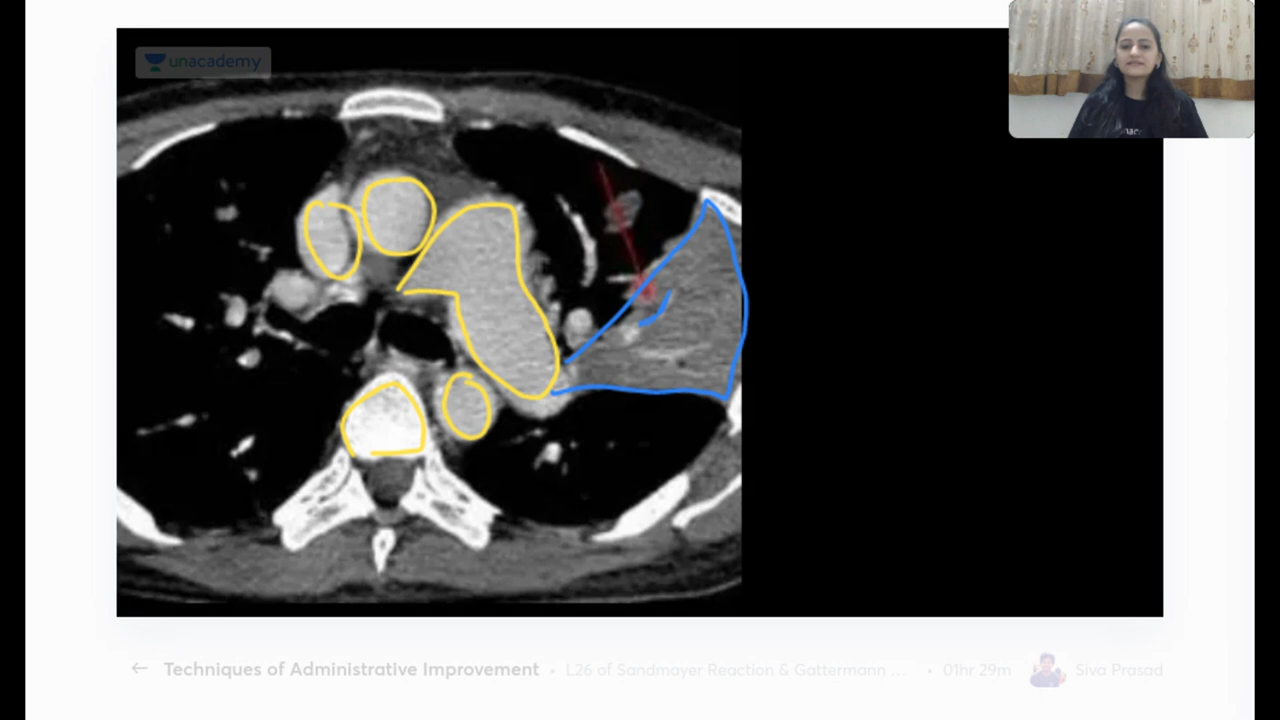 unacademy
← Techniques of Administrative Improvement • L26 of Sandmayer Reaction & Gattermann ... • 01hr 29m Siva Prasad